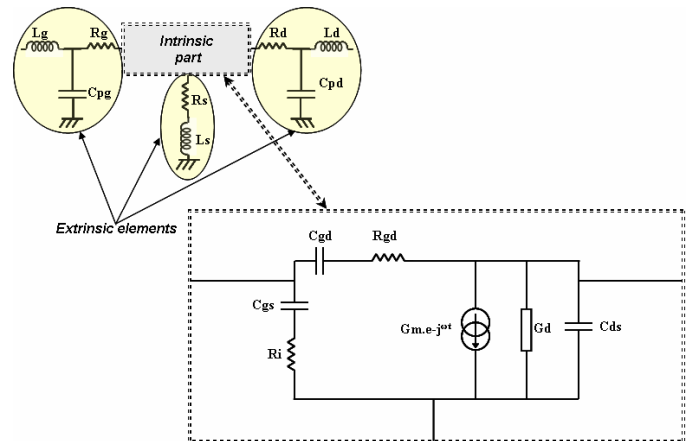 Lg Rg Intrinsic part Rd Ld
Cpg Rs Cpd
Ls
Extrinsic elements
Cgd Rgd
Cgs Gm.e-jωt Gd Cds
Ri